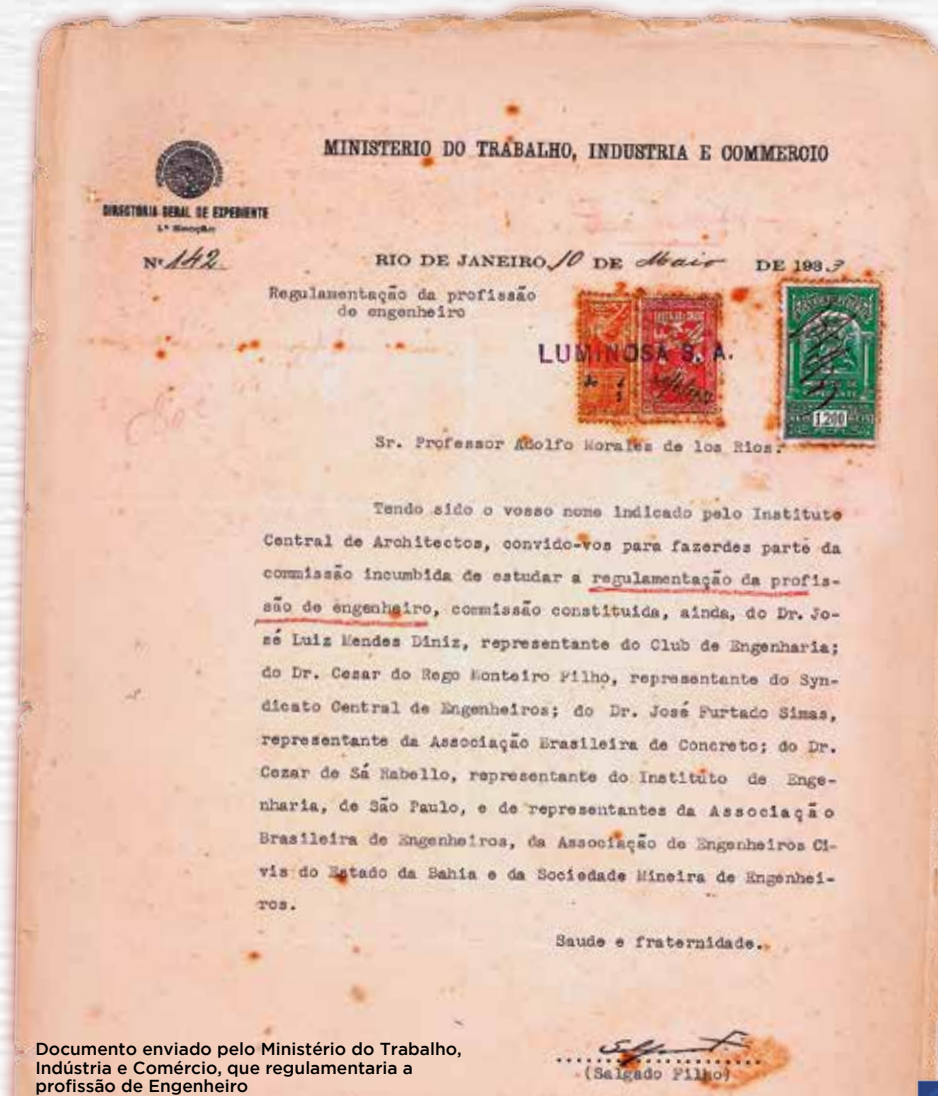 MINISTERIO DO TRABALHO, INDUSTRIA E COMMERCIO
DIRECTORIA GERAL DE EXPEDIENTE
1ª Secção
Nº 142
RIO DE JANEIRO, 10 DE Maio DE 1933
Regulamentação da profissão
de engenheiro
LUMINOSA S. A.
1$200
Sr. Professor Adolfo Morales de los Rios.
Tendo sido o vosso nome indicado pelo Instituto
Central de Architectos, convido-vos para fazerdes parte da
commissão incumbida de estudar a regulamentação da profis-
são de engenheiro, commissão constituida, ainda, do Dr. Jo-
sé Luiz Mendes Diniz, representante do Club de Engenharia;
do Dr. Cesar do Rego Monteiro Filho, representante do Syn-
dicato Central de Engenheiros; do Dr. José Furtado Simas,
representante da Associação Brasileira de Concreto; do Dr.
Cezar de Sá Rabello, representante do Instituto de Enge-
nharia, de São Paulo, e de representantes da Associação
Brasileira de Engenheiros, da Associação de Engenheiros Ci-
vis do Estado da Bahia e da Sociedade Mineira de Engenhei-
ros.
Saude e fraternidade.
(Salgado Filho)
Documento enviado pelo Ministério do Trabalho,
Indústria e Comércio, que regulamentaria a
profissão de Engenheiro